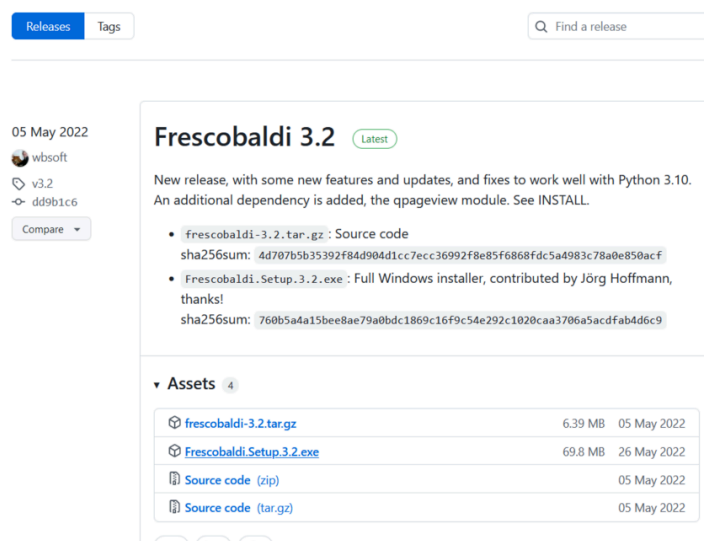 Releases
Tags
Find a release
05 May 2022
wbsoft
v3.2
dd9b1c6
Compare
Frescobaldi 3.2
Latest
New release, with some new features and updates, and fixes to work well with Python 3.10.
An additional dependency is added, the qpageview module. See INSTALL.
• frescobaldi-3.2.tar.gz : Source code
sha256sum: 4d707b5b35392f84d904d1cc7ecc36992f8e85f6868fdc5a4983c78a0e850acf
• Frescobaldi.Setup.3.2.exe : Full Windows installer, contributed by Jörg Hoffmann,
thanks!
sha256sum: 760b5a4a15bee8ae79a0bdc1869c16f9c54e292c1020caa3706a5acdfab4d6c9
Assets 4
frescobaldi-3.2.tar.gz 6.39 MB 05 May 2022
Frescobaldi.Setup.3.2.exe 69.8 MB 26 May 2022
Source code (zip) 05 May 2022
Source code (tar.gz) 05 May 2022